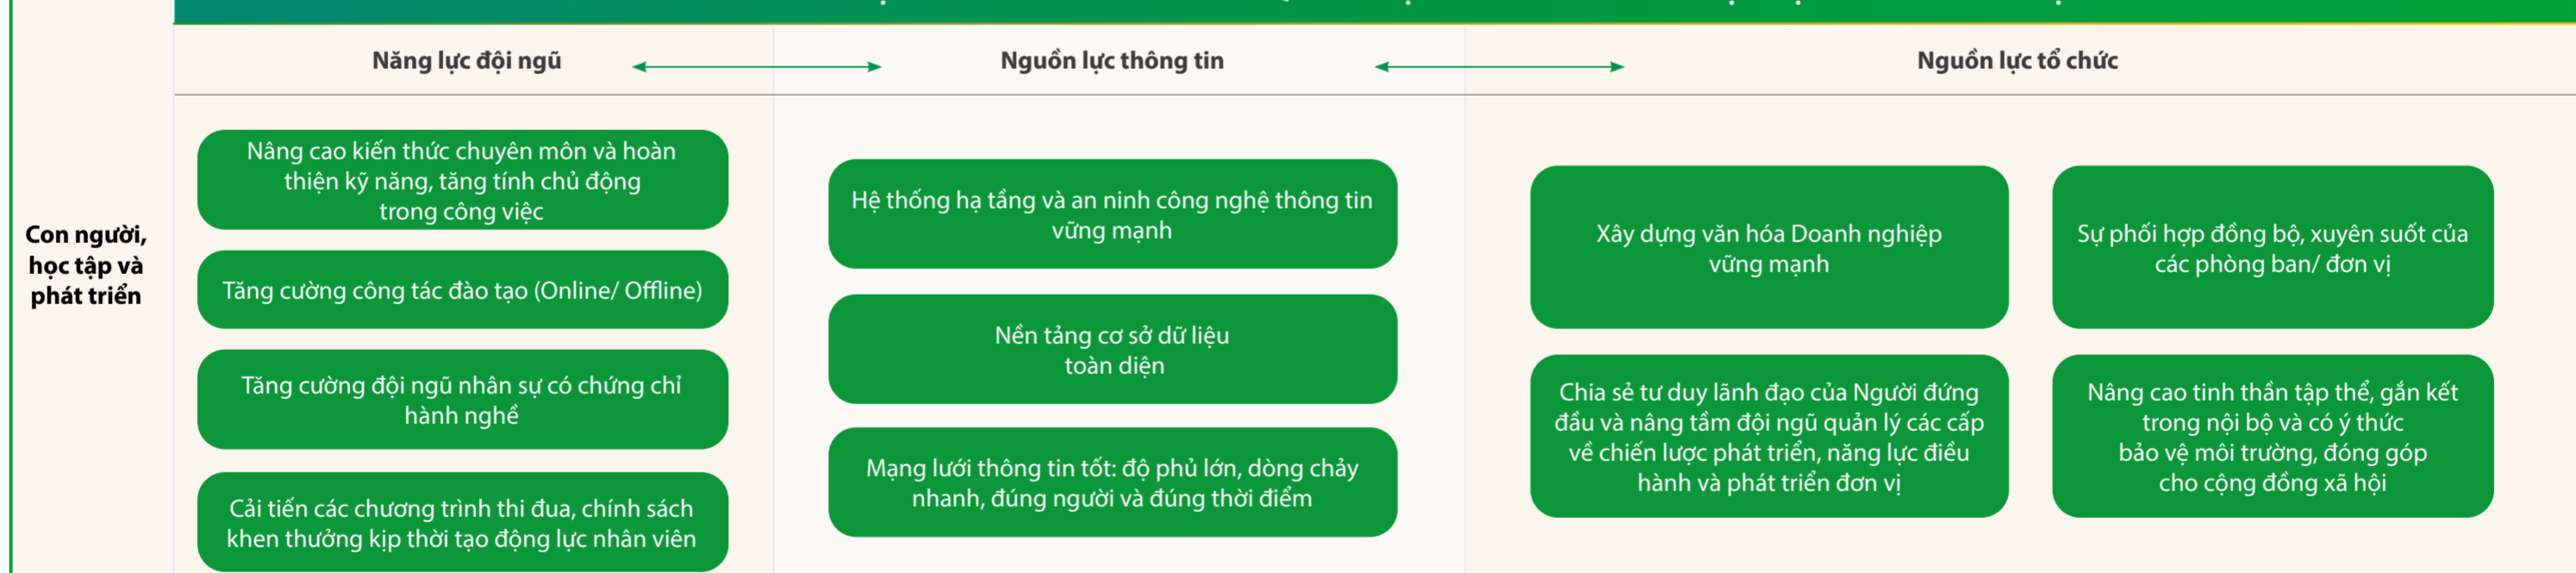 Năng lực đội ngũ
Nguồn lực thông tin
Nguồn lực tổ chức
Con người,
học tập và
phát triển
Nâng cao kiến thức chuyên môn và hoàn
thiện kỹ năng, tăng tính chủ động
trong công việc
Tăng cường công tác đào tạo (Online/ Offline)
Tăng cường đội ngũ nhân sự có chứng chỉ
hành nghề
Cải tiến các chương trình thi đua, chính sách
khen thưởng kịp thời tạo động lực nhân viên
Hệ thống hạ tầng và an ninh công nghệ thông tin
vững mạnh
Nền tảng cơ sở dữ liệu
toàn diện
Mạng lưới thông tin tốt: độ phủ lớn, dòng chảy
nhanh, đúng người và đúng thời điểm
Xây dựng văn hóa Doanh nghiệp
vững mạnh
Sự phối hợp đồng bộ, xuyên suốt của
các phòng ban/ đơn vị
Chia sẻ tư duy lãnh đạo của Người đứng
đầu và nâng tầm đội ngũ quản lý các cấp
về chiến lược phát triển, năng lực điều
hành và phát triển đơn vị
Nâng cao tinh thần tập thể, gắn kết
trong nội bộ và có ý thức
bảo vệ môi trường, đóng góp
cho cộng đồng xã hội